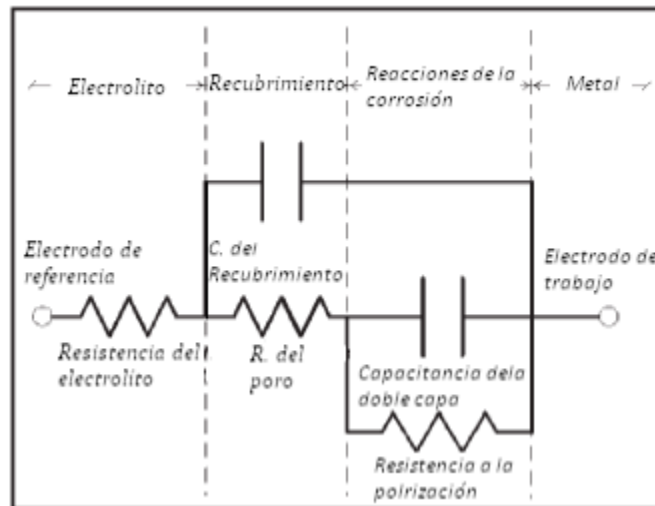 Electrolito
Recubrimiento
Reacciones de la
corrosión
Metal
Electrodo de
referencia
C. del
Recubrimiento
Electrodo de
trabajo
Resistencia del
electrolito
R. del
poro
Capacitancia dela
doble capa
Resistencia a la
polrización